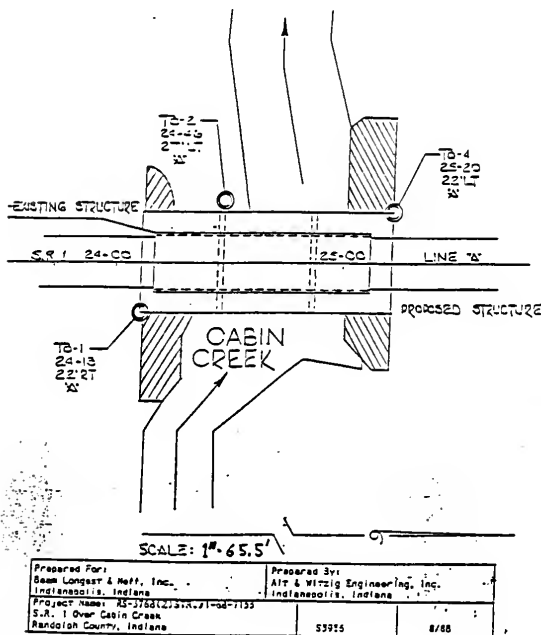 TB-2
24-46
27'LT
"A"
TB-4
25-20
22'LT
"A"
EXISTING STRUCTURE
S.R.1 24-00
25-00
LINE "A"
PROPOSED STRUCTURE
TB-1
24-13
22'RT
"A"
CABIN
CREEK
SCALE: 1"-65.5'
Prepared For:
Beam Longest & Neff, Inc.
Indianapolis, Indiana
Prepared By:
Alt & Witzig Engineering, Inc.
Indianapolis, Indiana
Project Name:
S.R. 1 Over Cabin Creek
Randolph County, Indiana
8/88